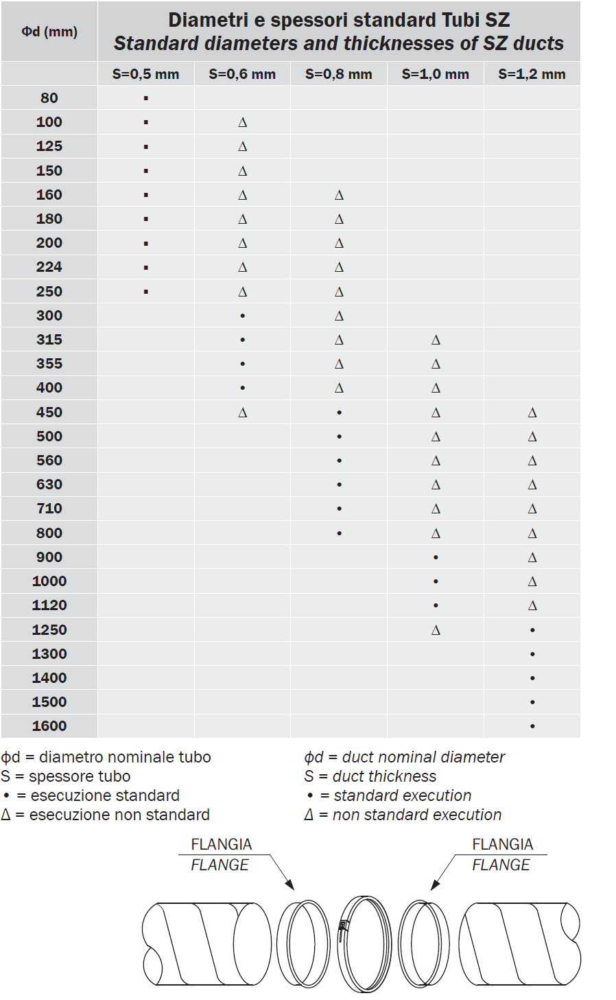 Φd (mm)
Diametri e spessori standard Tubi SZ
Standard diameters and thicknesses of SZ ducts
S=0,5 mm S=0,6 mm S=0,8 mm S=1,0 mm S=1,2 mm
80 ▪
100 ▪ Δ
125 ▪ Δ
150 ▪ Δ
160 ▪ Δ Δ
180 ▪ Δ Δ
200 ▪ Δ Δ
224 ▪ Δ Δ
250 ▪ Δ Δ
300 • Δ
315 • Δ Δ
355 • Δ Δ
400 • Δ Δ
450 Δ • Δ Δ
500 • Δ Δ
560 • Δ Δ
630 • Δ Δ
710 • Δ Δ
800 • Δ Δ
900 • Δ
1000 • Δ
1120 • Δ
1250 Δ •
1300 •
1400 •
1500 •
1600 •
ϕd = diametro nominale tubo
S = spessore tubo
• = esecuzione standard
Δ = esecuzione non standard
ϕd = duct nominal diameter
S = duct thickness
• = standard execution
Δ = non standard execution
FLANGIA
FLANGE
FLANGIA
FLANGE